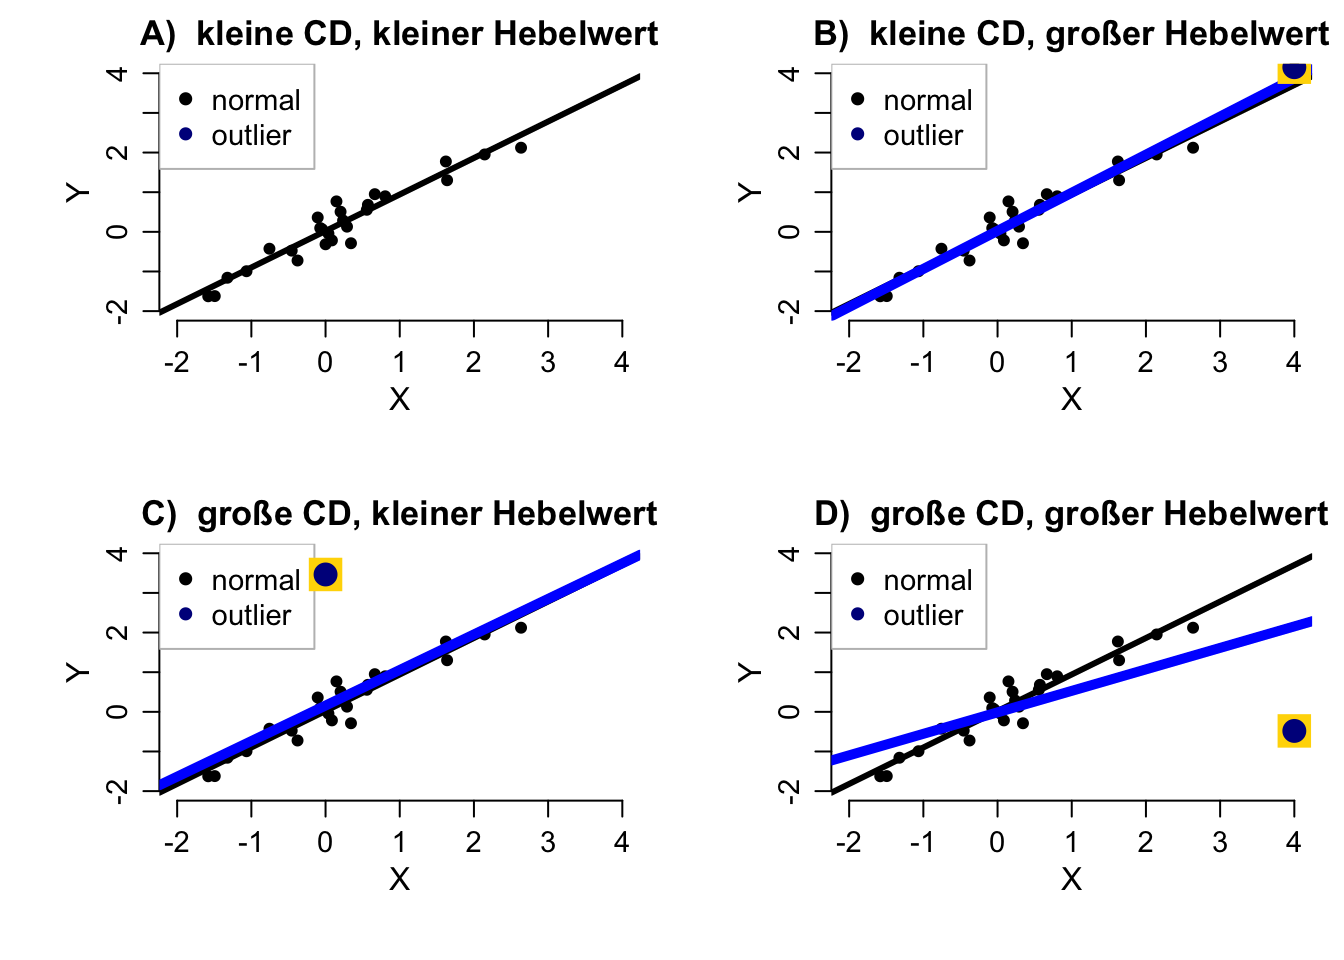 A)  kleine CD, kleiner Hebelwert
normal
outlier
Y
4
2
0
-2
-2 -1 0 1 2 3 4
X
B)  kleine CD, großer Hebelwert
normal
outlier
Y
4
2
0
-2
-2 -1 0 1 2 3 4
X
C)  große CD, kleiner Hebelwert
normal
outlier
Y
4
2
0
-2
-2 -1 0 1 2 3 4
X
D)  große CD, großer Hebelwert
normal
outlier
Y
4
2
0
-2
-2 -1 0 1 2 3 4
X